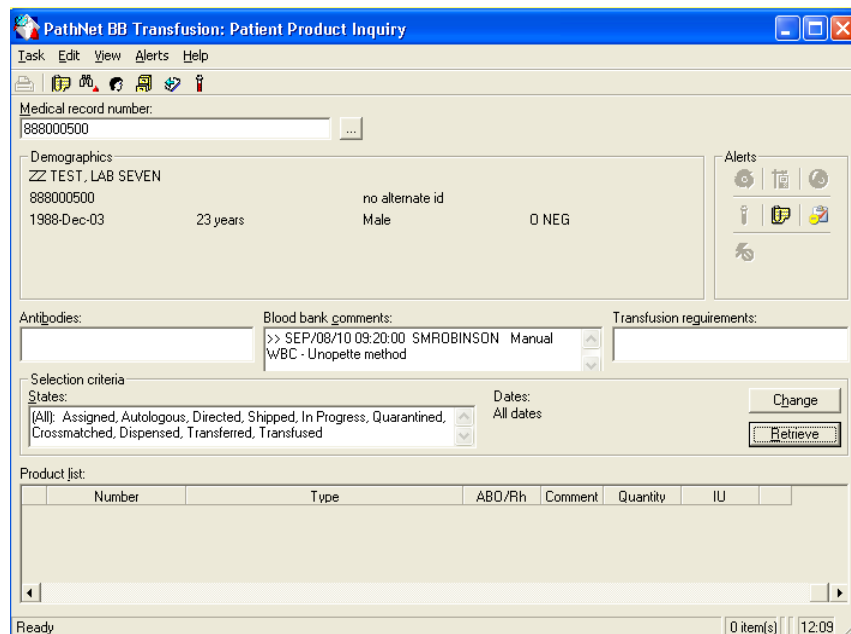 PathNet BB Transfusion: Patient Product Inquiry
Task Edit View Alerts Help
Medical record number:
888000500
...
Demographics
ZZ TEST, LAB SEVEN
888000500 no alternate id
1988-Dec-03 23 years Male O NEG
Alerts
Antibodies:
Blood bank comments:
>> SEP/08/10 09:20:00 SMROBINSON Manual
WBC - Unopette method
Transfusion requirements:
Selection criteria
States:
(All): Assigned, Autologous, Directed, Shipped, In Progress, Quarantined,
Crossmatched, Dispensed, Transferred, Transfused
Dates:
All dates
Change
Retrieve
Product list:
Number Type ABO/Rh Comment Quantity IU
Ready 0 item(s) 12:09